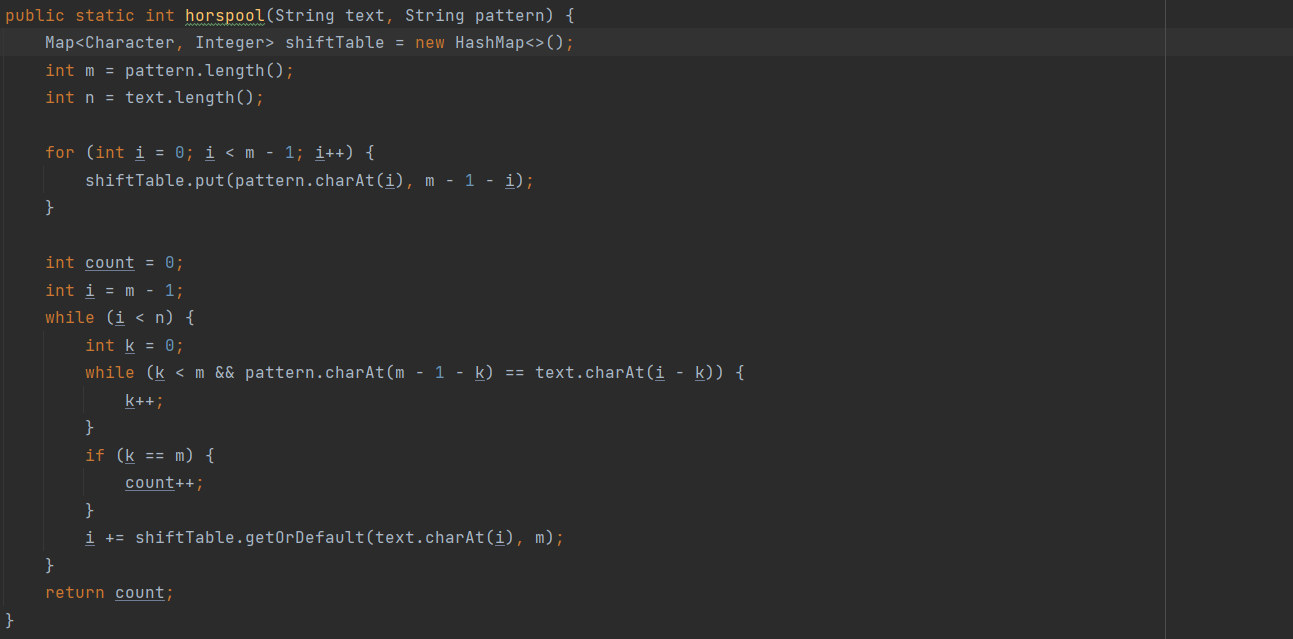 public static int horspool(String text, String pattern) {
    Map<Character, Integer> shiftTable = new HashMap<>();
    int m = pattern.length();
    int n = text.length();

    for (int i = 0; i < m - 1; i++) {
        shiftTable.put(pattern.charAt(i), m - 1 - i);
    }

    int count = 0;
    int i = m - 1;
    while (i < n) {
        int k = 0;
        while (k < m && pattern.charAt(m - 1 - k) == text.charAt(i - k)) {
            k++;
        }
        if (k == m) {
            count++;
        }
        i += shiftTable.getOrDefault(text.charAt(i), m);
    }
    return count;
}